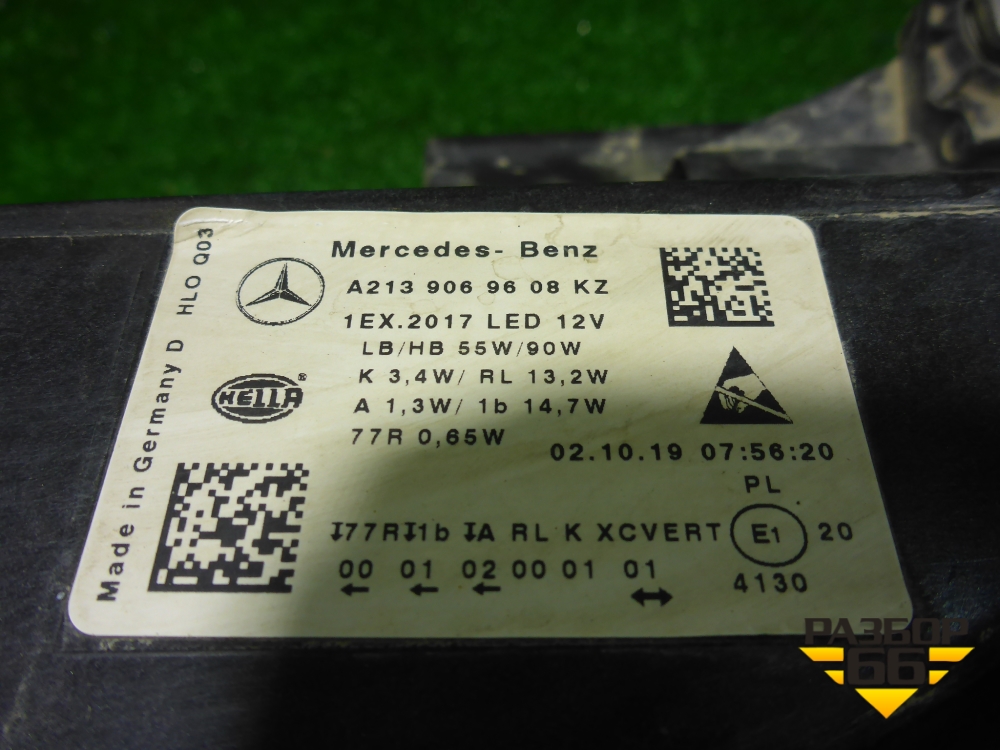 Mercedes- Benz
A213 906 96 08 KZ
1EX.2017 LED 12V
LB/HB 55W/90W
K 3,4W/ RL 13,2W
A 1,3W/ 1b 14,7W
77R 0,65W
HELLA®
02.10.19 07:56:20
PL
77R 1b A RL K XCVERT E1 20
00 01 02 00 01 01 4130
Made in Germany D HLO Q03
РАЗБОР
66